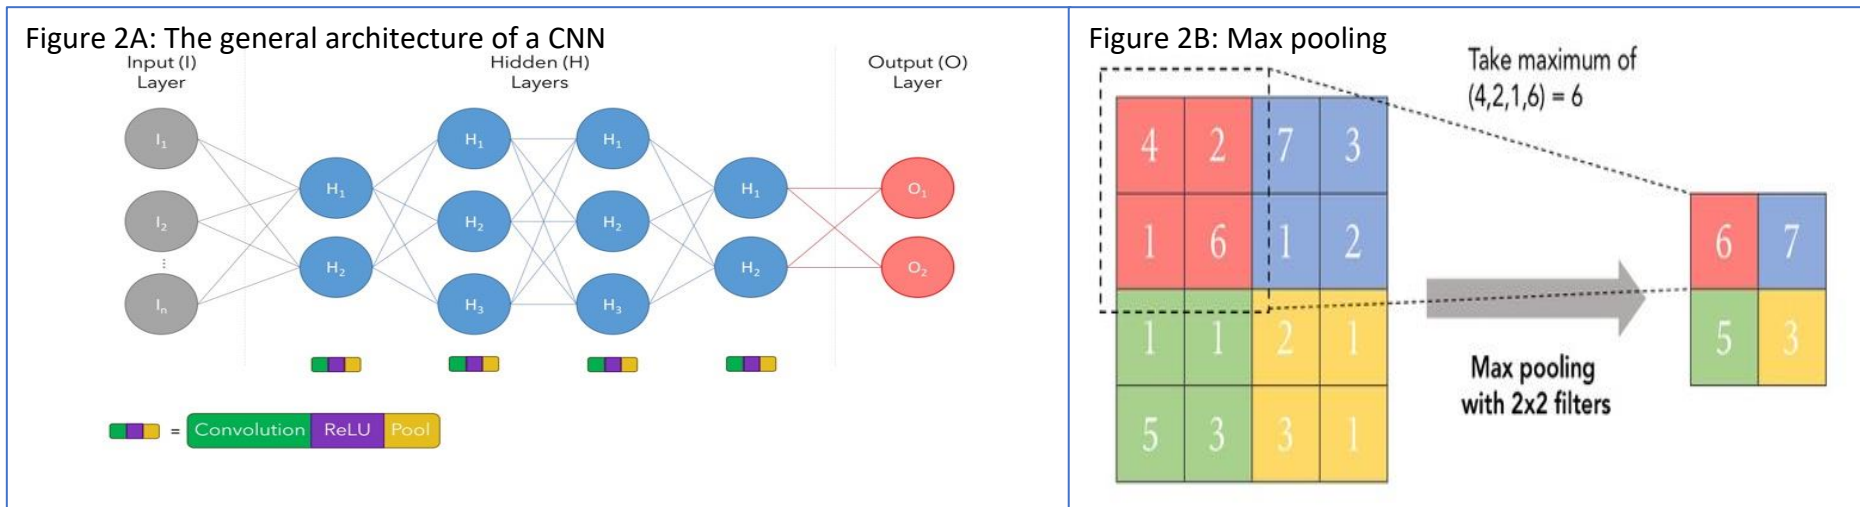 Figure 2A: The general architecture of a CNN
Input (I)
Layer
Hidden (H)
Layers
Output (O)
Layer
I1
I2
⋮
In
H1
H2
H1
H2
H3
H1
H2
H3
H1
H2
O1
O2
= Convolution ReLU Pool
Figure 2B: Max pooling
Take maximum of
(4,2,1,6) = 6
4 2 7 3
1 6 1 2
1 1 2 1
5 3 3 1
6 7
5 3
Max pooling
with 2x2 filters